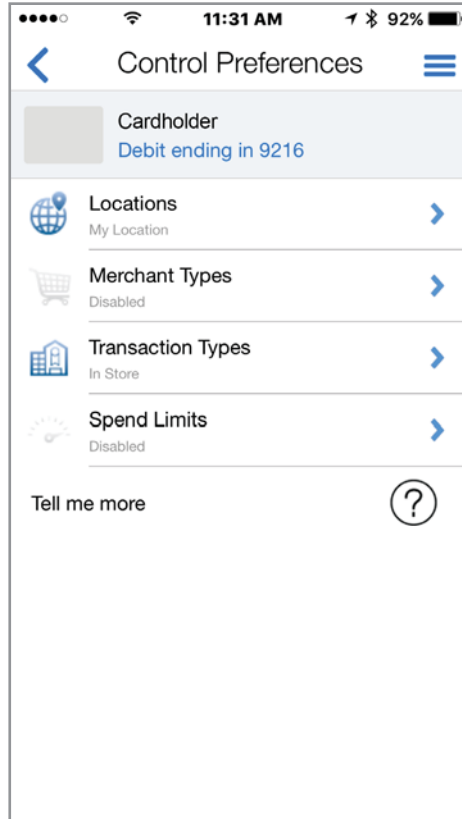 11:31 AM 92%
Control Preferences
Cardholder
Debit ending in 9216
Locations
My Location
Merchant Types
Disabled
Transaction Types
In Store
Spend Limits
Disabled
Tell me more ?